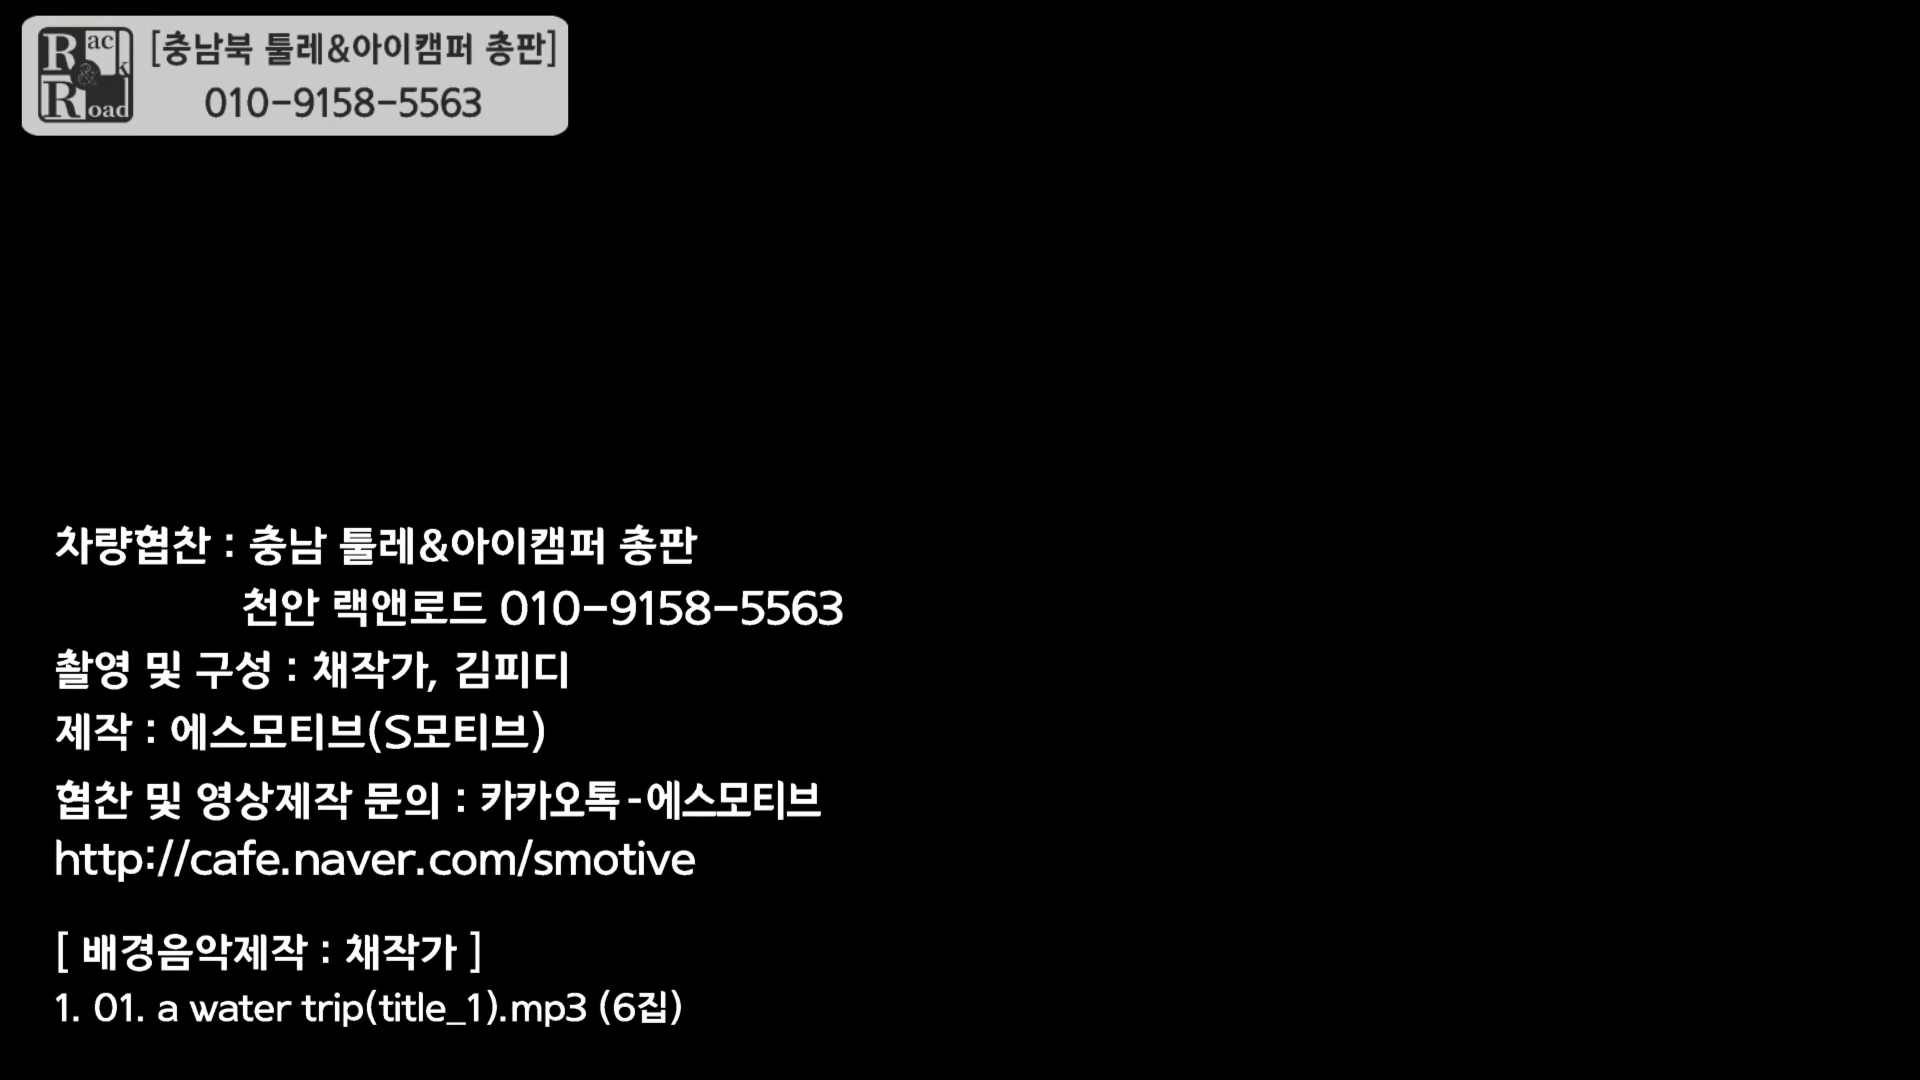 Rack & Road
[충남북 툴레&아이캠퍼 총판]
010-9158-5563
차량협찬 : 충남 툴레&아이캠퍼 총판
천안 랙앤로드 010-9158-5563
촬영 및 구성 : 채작가, 김피디
제작 : 에스모티브(S모티브)
협찬 및 영상제작 문의 : 카카오톡-에스모티브
http://cafe.naver.com/smotive
[ 배경음악제작 : 채작가 ]
1. 01. a water trip(title_1).mp3 (6집)